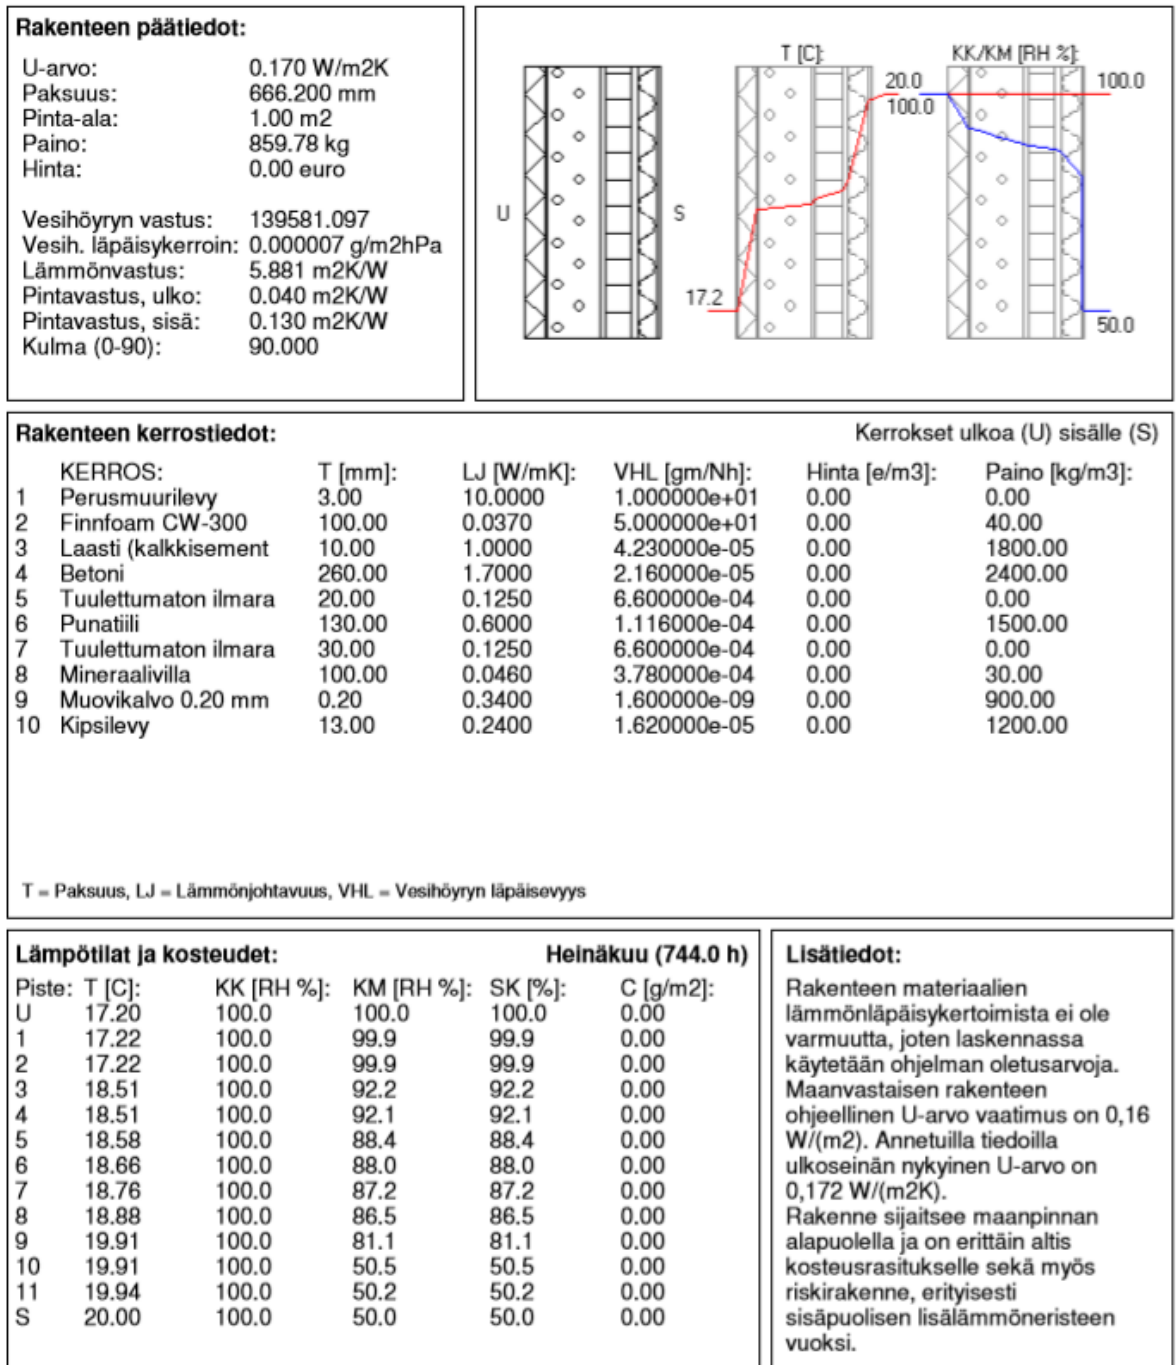 Rakenteen päätiedot:
U-arvo: 0.170 W/m2K
Paksuus: 666.200 mm
Pinta-ala: 1.00 m2
Paino: 859.78 kg
Hinta: 0.00 euro
Vesihöyryn vastus: 139581.097
Vesih. läpäisykerroin: 0.000007 g/m2hPa
Lämmönvastus: 5.881 m2K/W
Pintavastus, ulko: 0.040 m2K/W
Pintavastus, sisä: 0.130 m2K/W
Kulma (0-90): 90.000
T [C]: KK/KM [RH %]:
20.0 100.0
100.0
U S
17.2
50.0
Rakenteen kerrostiedot: Kerrokset ulkoa (U) sisälle (S)
KERROS: T [mm]: LJ [W/mK]: VHL [gm/Nh]: Hinta [e/m3]: Paino [kg/m3]:
1 Perusmuurilevy 3.00 10.0000 1.000000e+01 0.00 0.00
2 Finnfoam CW-300 100.00 0.0370 5.000000e+01 0.00 40.00
3 Laasti (kalkkisement 10.00 1.0000 4.230000e-05 0.00 1800.00
4 Betoni 260.00 1.7000 2.160000e-05 0.00 2400.00
5 Tuulettumaton ilmara 20.00 0.1250 6.600000e-04 0.00 0.00
6 Punatiili 130.00 0.6000 1.116000e-04 0.00 1500.00
7 Tuulettumaton ilmara 30.00 0.1250 6.600000e-04 0.00 0.00
8 Mineraalivilla 100.00 0.0460 3.780000e-04 0.00 30.00
9 Muovikalvo 0.20 mm 0.20 0.3400 1.600000e-09 0.00 900.00
10 Kipsilevy 13.00 0.2400 1.620000e-05 0.00 1200.00
T = Paksuus, LJ = Lämmönjohtavuus, VHL = Vesihöyryn läpäisevyys
Lämpötilat ja kosteudet: Heinäkuu (744.0 h)
Piste: T [C]: KK [RH %]: KM [RH %]: SK [%]: C [g/m2]:
U 17.20 100.0 100.0 100.0 0.00
1 17.22 100.0 99.9 99.9 0.00
2 17.22 100.0 99.9 99.9 0.00
3 18.51 100.0 92.2 92.2 0.00
4 18.51 100.0 92.1 92.1 0.00
5 18.58 100.0 88.4 88.4 0.00
6 18.66 100.0 88.0 88.0 0.00
7 18.76 100.0 87.2 87.2 0.00
8 18.88 100.0 86.5 86.5 0.00
9 19.91 100.0 81.1 81.1 0.00
10 19.91 100.0 50.5 50.5 0.00
11 19.94 100.0 50.2 50.2 0.00
S 20.00 100.0 50.0 50.0 0.00
Lisätiedot:
Rakenteen materiaalien
lämmönläpäisykertoimista ei ole
varmuutta, joten laskennassa
käytetään ohjelman oletusarvoja.
Maanvastaisen rakenteen
ohjeellinen U-arvo vaatimus on 0,16
W/(m2). Annetuilla tiedoilla
ulkoseinän nykyinen U-arvo on
0,172 W/(m2K).
Rakenne sijaitsee maanpinnan
alapuolella ja on erittäin altis
kosteusrasitukselle sekä myös
riskirakenne, erityisesti
sisäpuolisen lisälämmöneristeen
vuoksi.